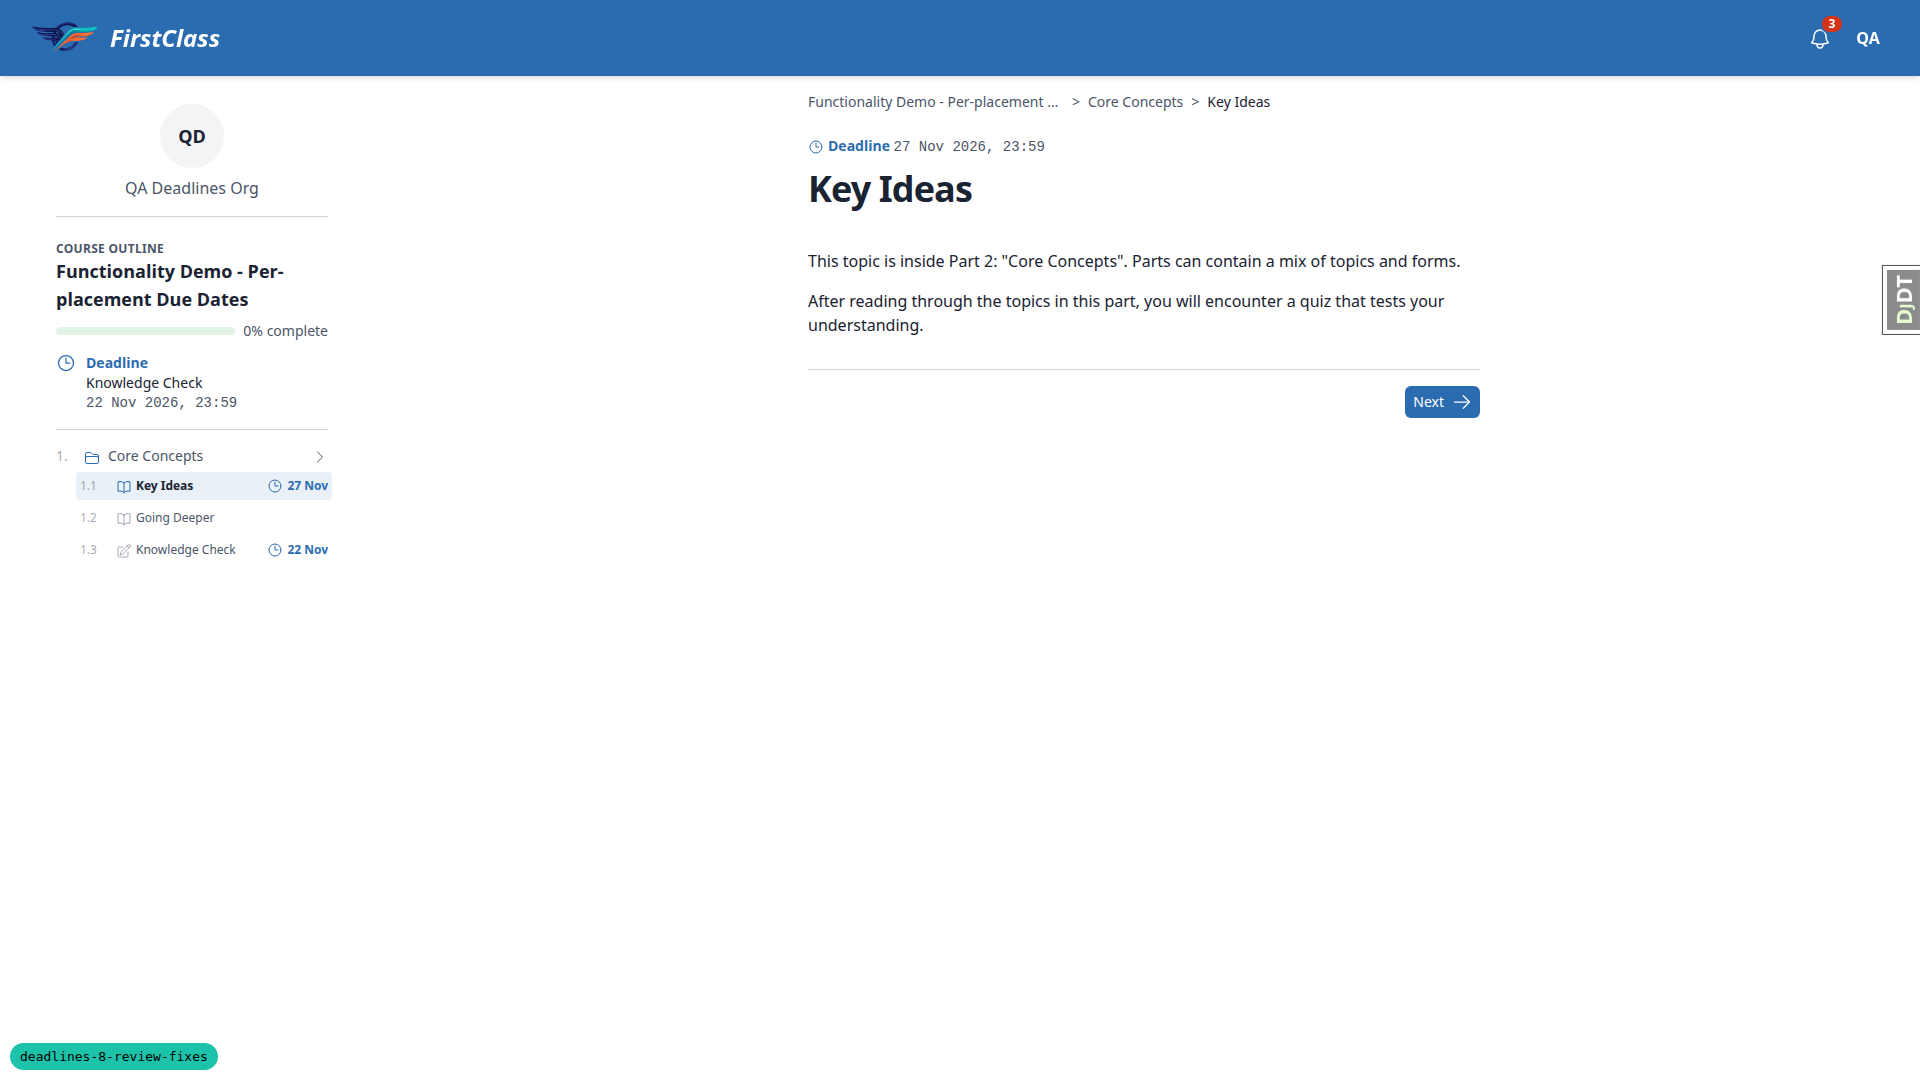 FirstClass
3
QA
QD
QA Deadlines Org
COURSE OUTLINE
Functionality Demo - Per-
placement Due Dates
0% complete
Deadline
Knowledge Check
22 Nov 2026, 23:59
1. Core Concepts
1.1 Key Ideas 27 Nov
1.2 Going Deeper
1.3 Knowledge Check 22 Nov
Functionality Demo - Per-placement ... > Core Concepts > Key Ideas
Deadline 27 Nov 2026, 23:59
Key Ideas
This topic is inside Part 2: "Core Concepts". Parts can contain a mix of topics and forms.
After reading through the topics in this part, you will encounter a quiz that tests your
understanding.
Next
DJDT
deadlines-8-review-fixes